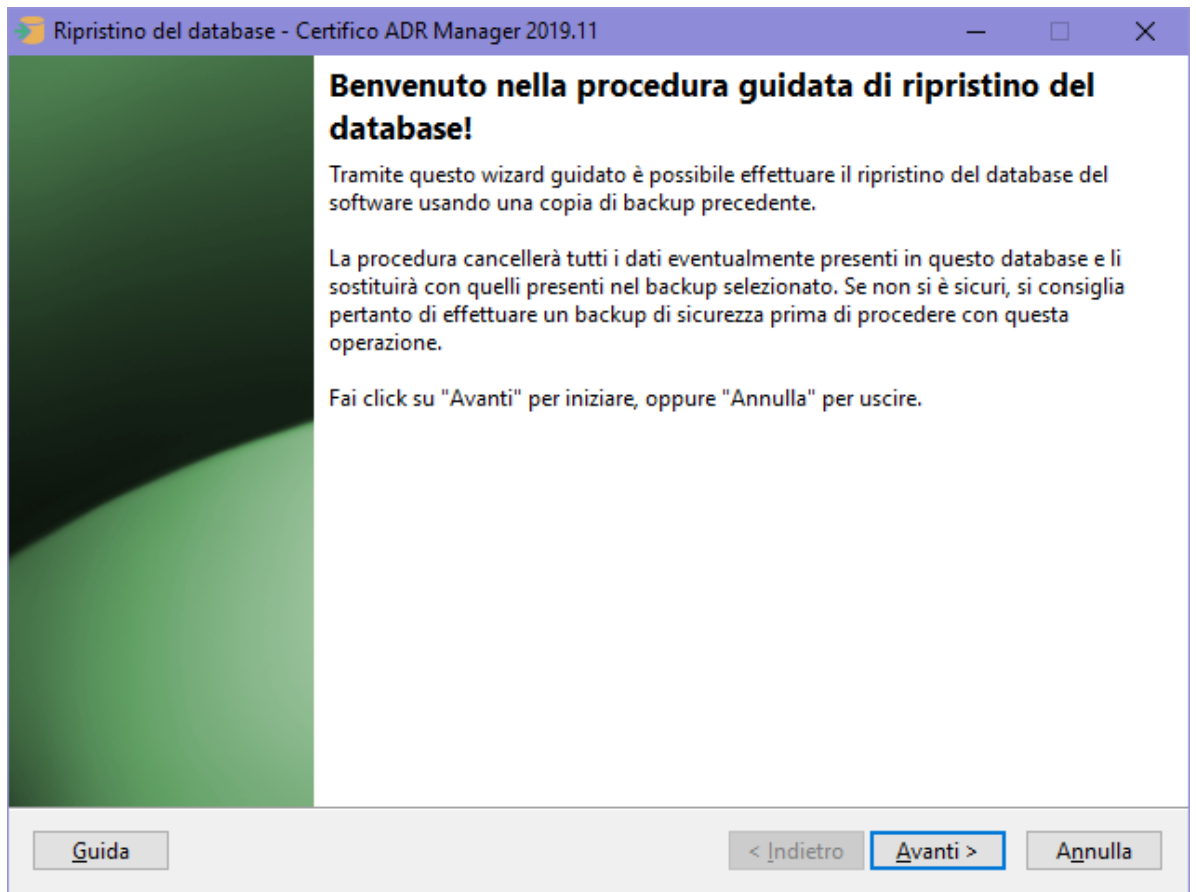 Ripristino del database - Certifico ADR Manager 2019.11
Benvenuto nella procedura guidata di ripristino del
database!
Tramite questo wizard guidato è possibile effettuare il ripristino del database del
software usando una copia di backup precedente.
La procedura cancellerà tutti i dati eventualmente presenti in questo database e li
sostituirà con quelli presenti nel backup selezionato. Se non si è sicuri, si consiglia
pertanto di effettuare un backup di sicurezza prima di procedere con questa
operazione.
Fai click su "Avanti" per iniziare, oppure "Annulla" per uscire.
Guida
< Indietro
Avanti >
Annulla